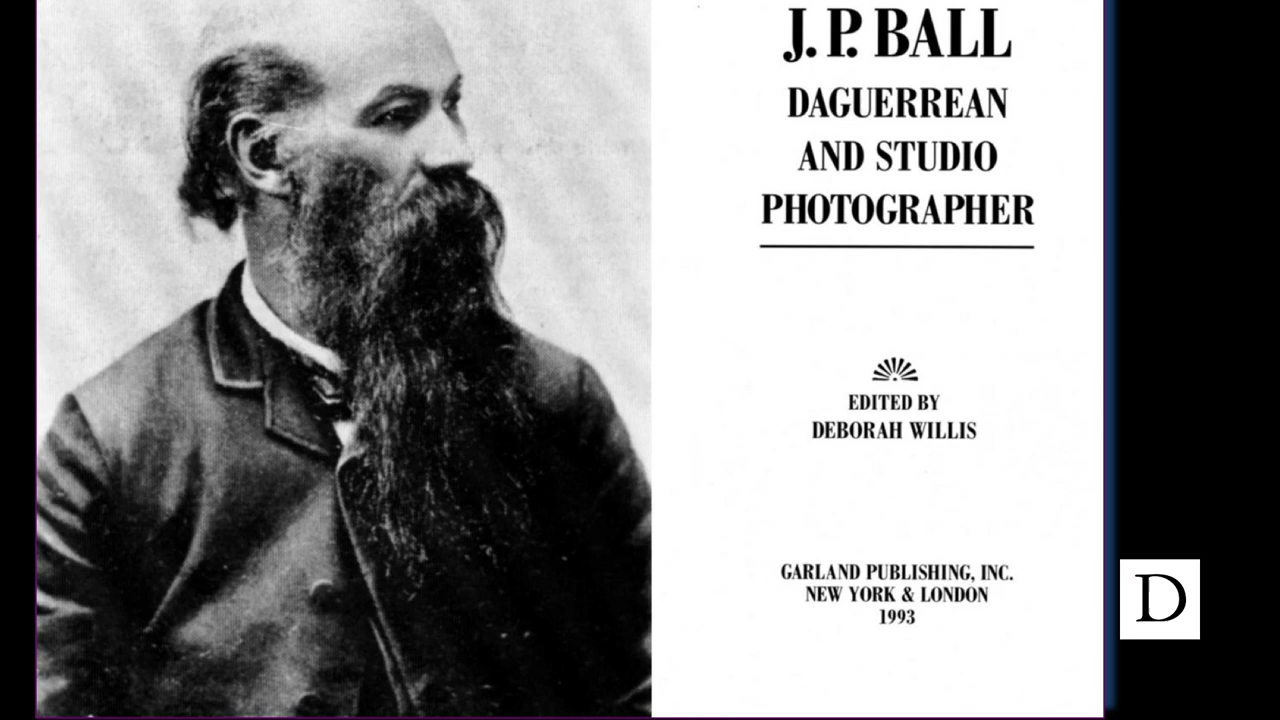 J. P. BALL
DAGUERREAN
AND STUDIO
PHOTOGRAPHER
EDITED BY
DEBORAH WILLIS
GARLAND PUBLISHING, INC.
NEW YORK & LONDON
1993
D